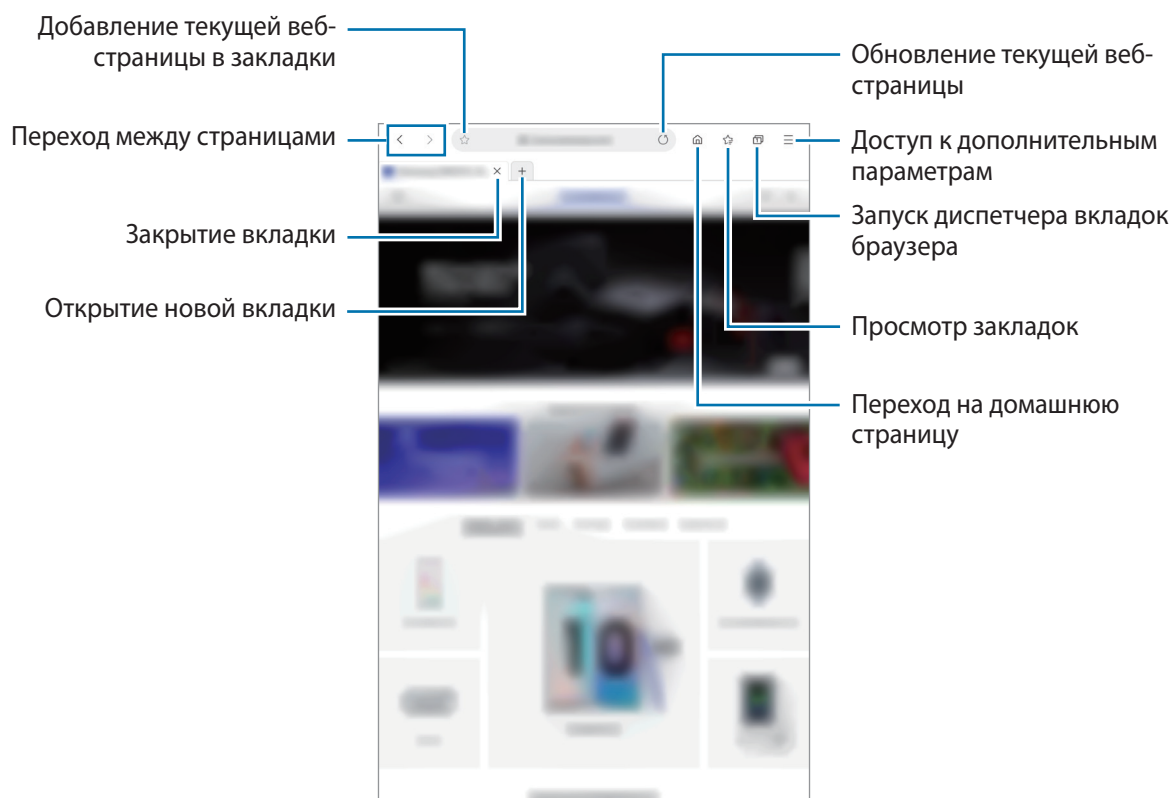 Добавление текущей веб-
страницы в закладки
Переход между страницами
Закрытие вкладки
Открытие новой вкладки
Обновление текущей веб-
страницы
Доступ к дополнительным
параметрам
Запуск диспетчера вкладок
браузера
Просмотр закладок
Переход на домашнюю
страницу